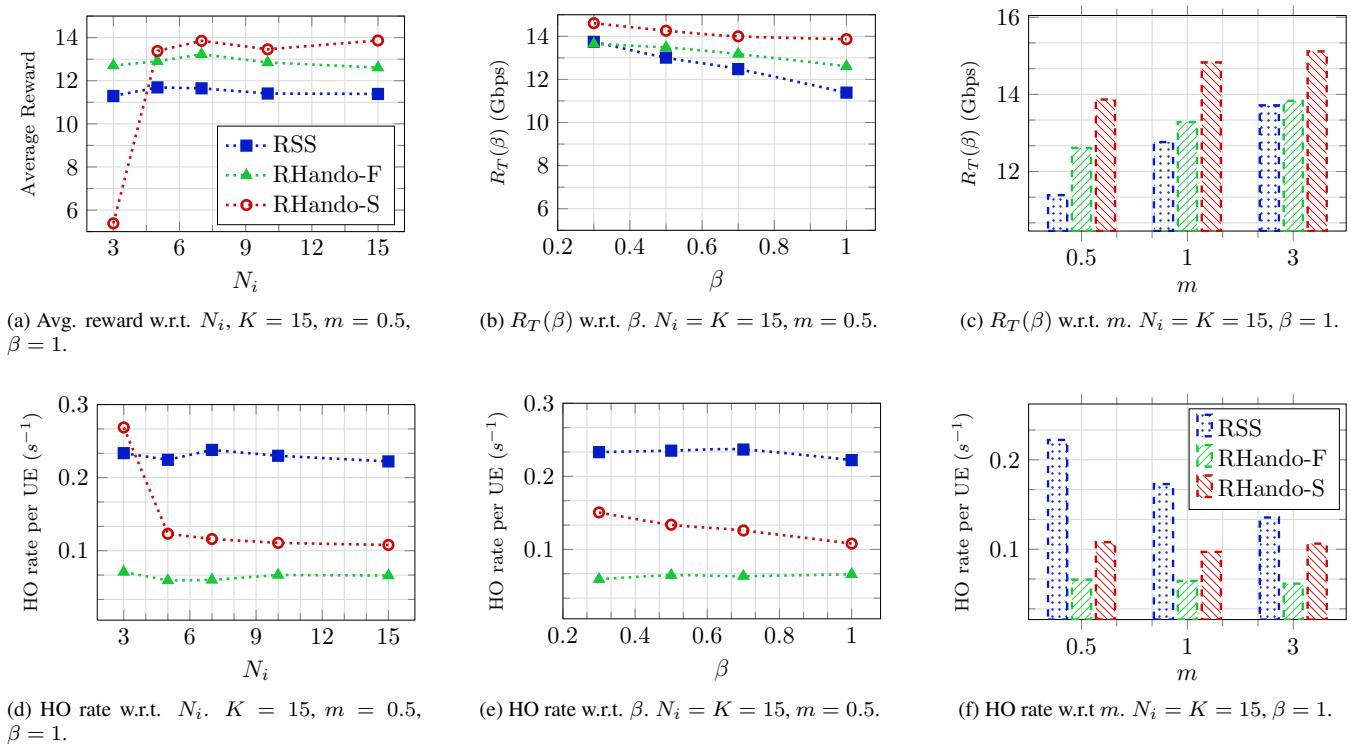 14
12
10
8
6
Average Reward
3 6 9 12 15
N_i
RSS
RHando-F
RHando-S
(a) Avg. reward w.r.t. N_i, K = 15, m = 0.5,
β = 1.
14
12
10
8
6
R_T(β) (Gbps)
0.2 0.4 0.6 0.8 1
β
(b) R_T(β) w.r.t. β. N_i = K = 15, m = 0.5.
16
14
12
R_T(β) (Gbps)
0.5 1 3
m
(c) R_T(β) w.r.t. m. N_i = K = 15, β = 1.
0.3
0.2
0.1
HO rate per UE (s^{-1})
3 6 9 12 15
N_i
(d) HO rate w.r.t. N_i. K = 15, m = 0.5,
β = 1.
0.3
0.2
0.1
HO rate per UE (s^{-1})
0.2 0.4 0.6 0.8 1
β
(e) HO rate w.r.t. β. N_i = K = 15, m = 0.5.
0.2
0.1
HO rate per UE (s^{-1})
0.5 1 3
m
RSS
RHando-F
RHando-S
(f) HO rate w.r.t m. N_i = K = 15, β = 1.